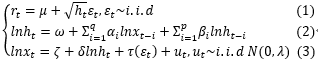 r_t = μ + √h_t ε_t, ε_t~i.i.d (1)
lnh_t = ω + Σ_{i=1}^{q} α_i lnx_{t−i} + Σ_{i=1}^{p} β_i lnh_{t−i} (2)
lnx_t = ζ + δlnh_t + τ(ε_t) + u_t, u_t~i.i.d N(0, λ) (3)